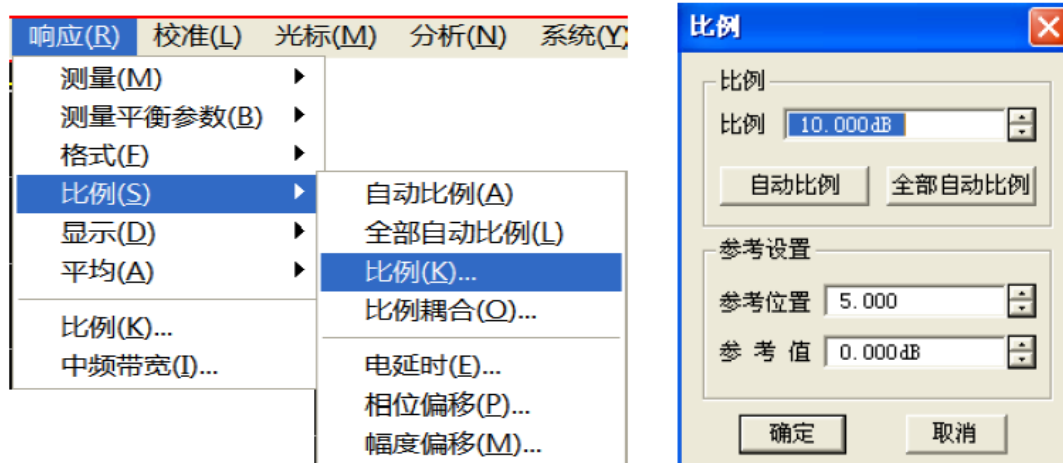 响应(R) 校准(L) 光标(M) 分析(N) 系统(Y)
测量(M)
测量平衡参数(B)
格式(F)
比例(S)
显示(D)
平均(A)
比例(K)...
中频带宽(I)...
自动比例(A)
全部自动比例(L)
比例(K)...
比例耦合(O)...
电延时(E)...
相位偏移(P)...
幅度偏移(M)...
比例
比例
比例 10.000dB
自动比例 全部自动比例
参考设置
参考位置 5.000
参 考 值 0.000dB
确定 取消